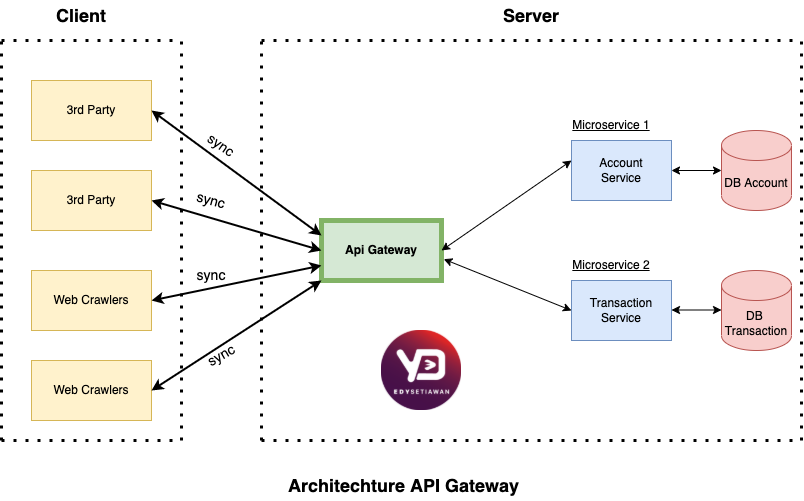 Client
Server
3rd Party
3rd Party
Web Crawlers
Web Crawlers
sync
sync
sync
sync
Api Gateway
Microservice 1
Account
Service
DB Account
Microservice 2
Transaction
Service
DB
Transaction
YD
EDYSETIAWAN
Architechture API Gateway